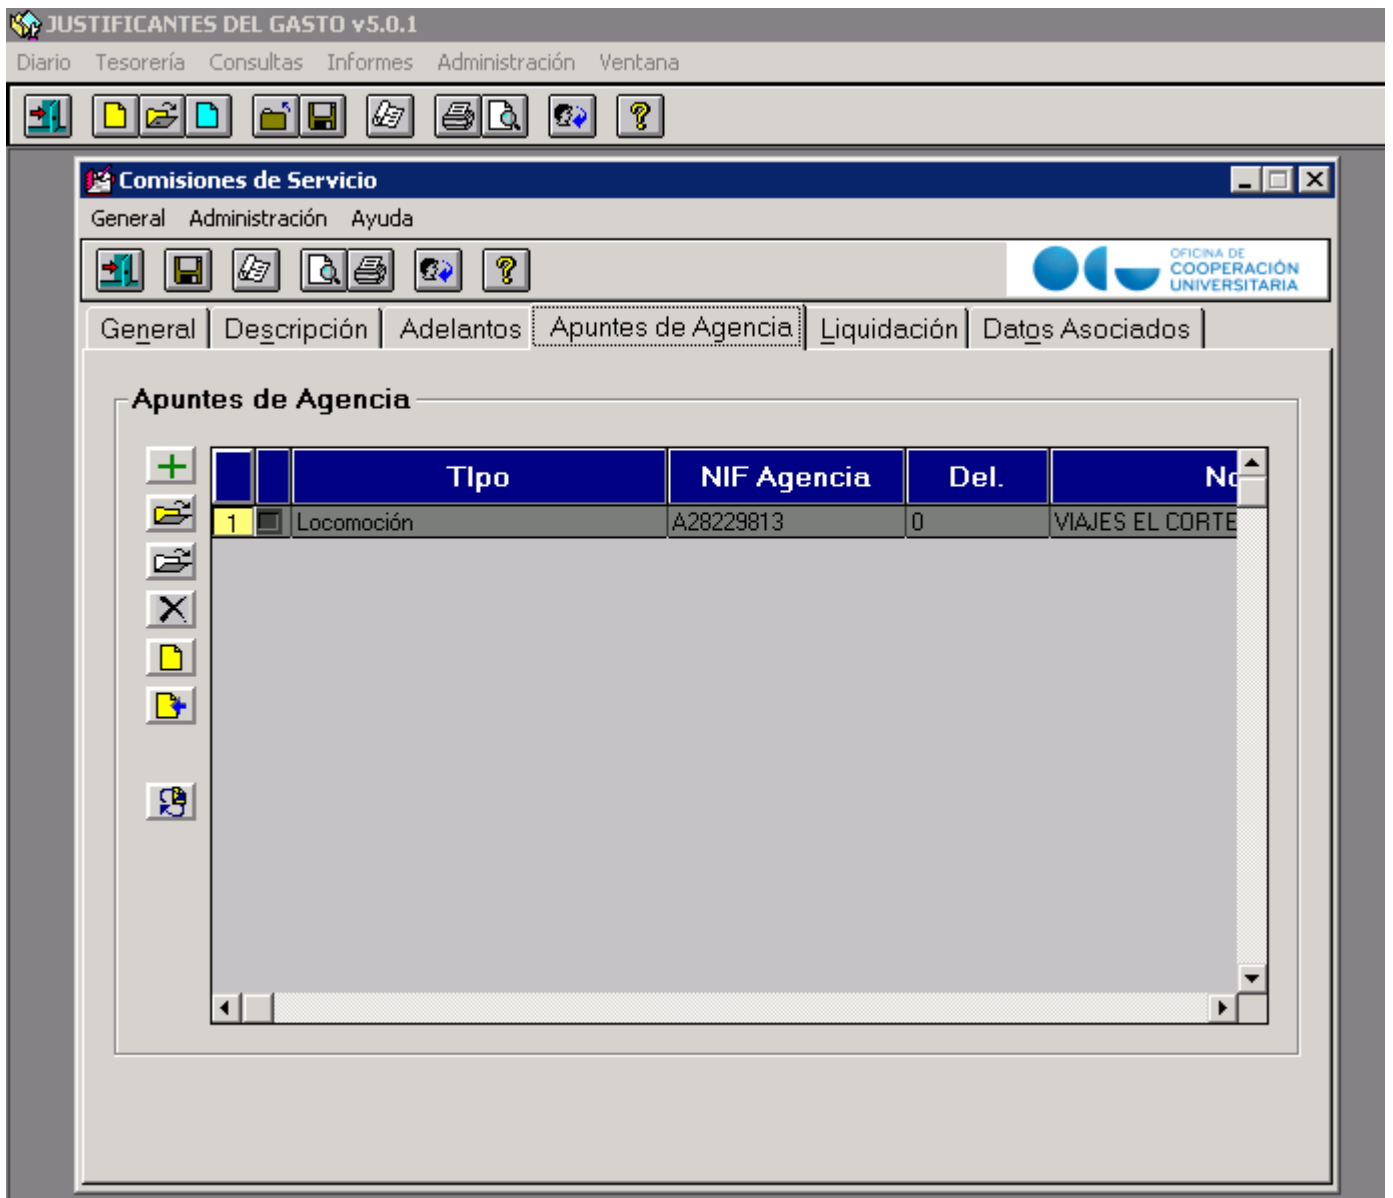 JUSTIFICANTES DEL GASTO v5.0.1
Diario Tesorería Consultas Informes Administración Ventana
Comisiones de Servicio
General Administración Ayuda
OFICINA DE
COOPERACIÓN
UNIVERSITARIA
General Descripción Adelantos Apuntes de Agencia Liquidación Datos Asociados
Apuntes de Agencia
TIpo NIF Agencia Del. No
1 Locomoción A28229813 0 VIAJES EL CORTE